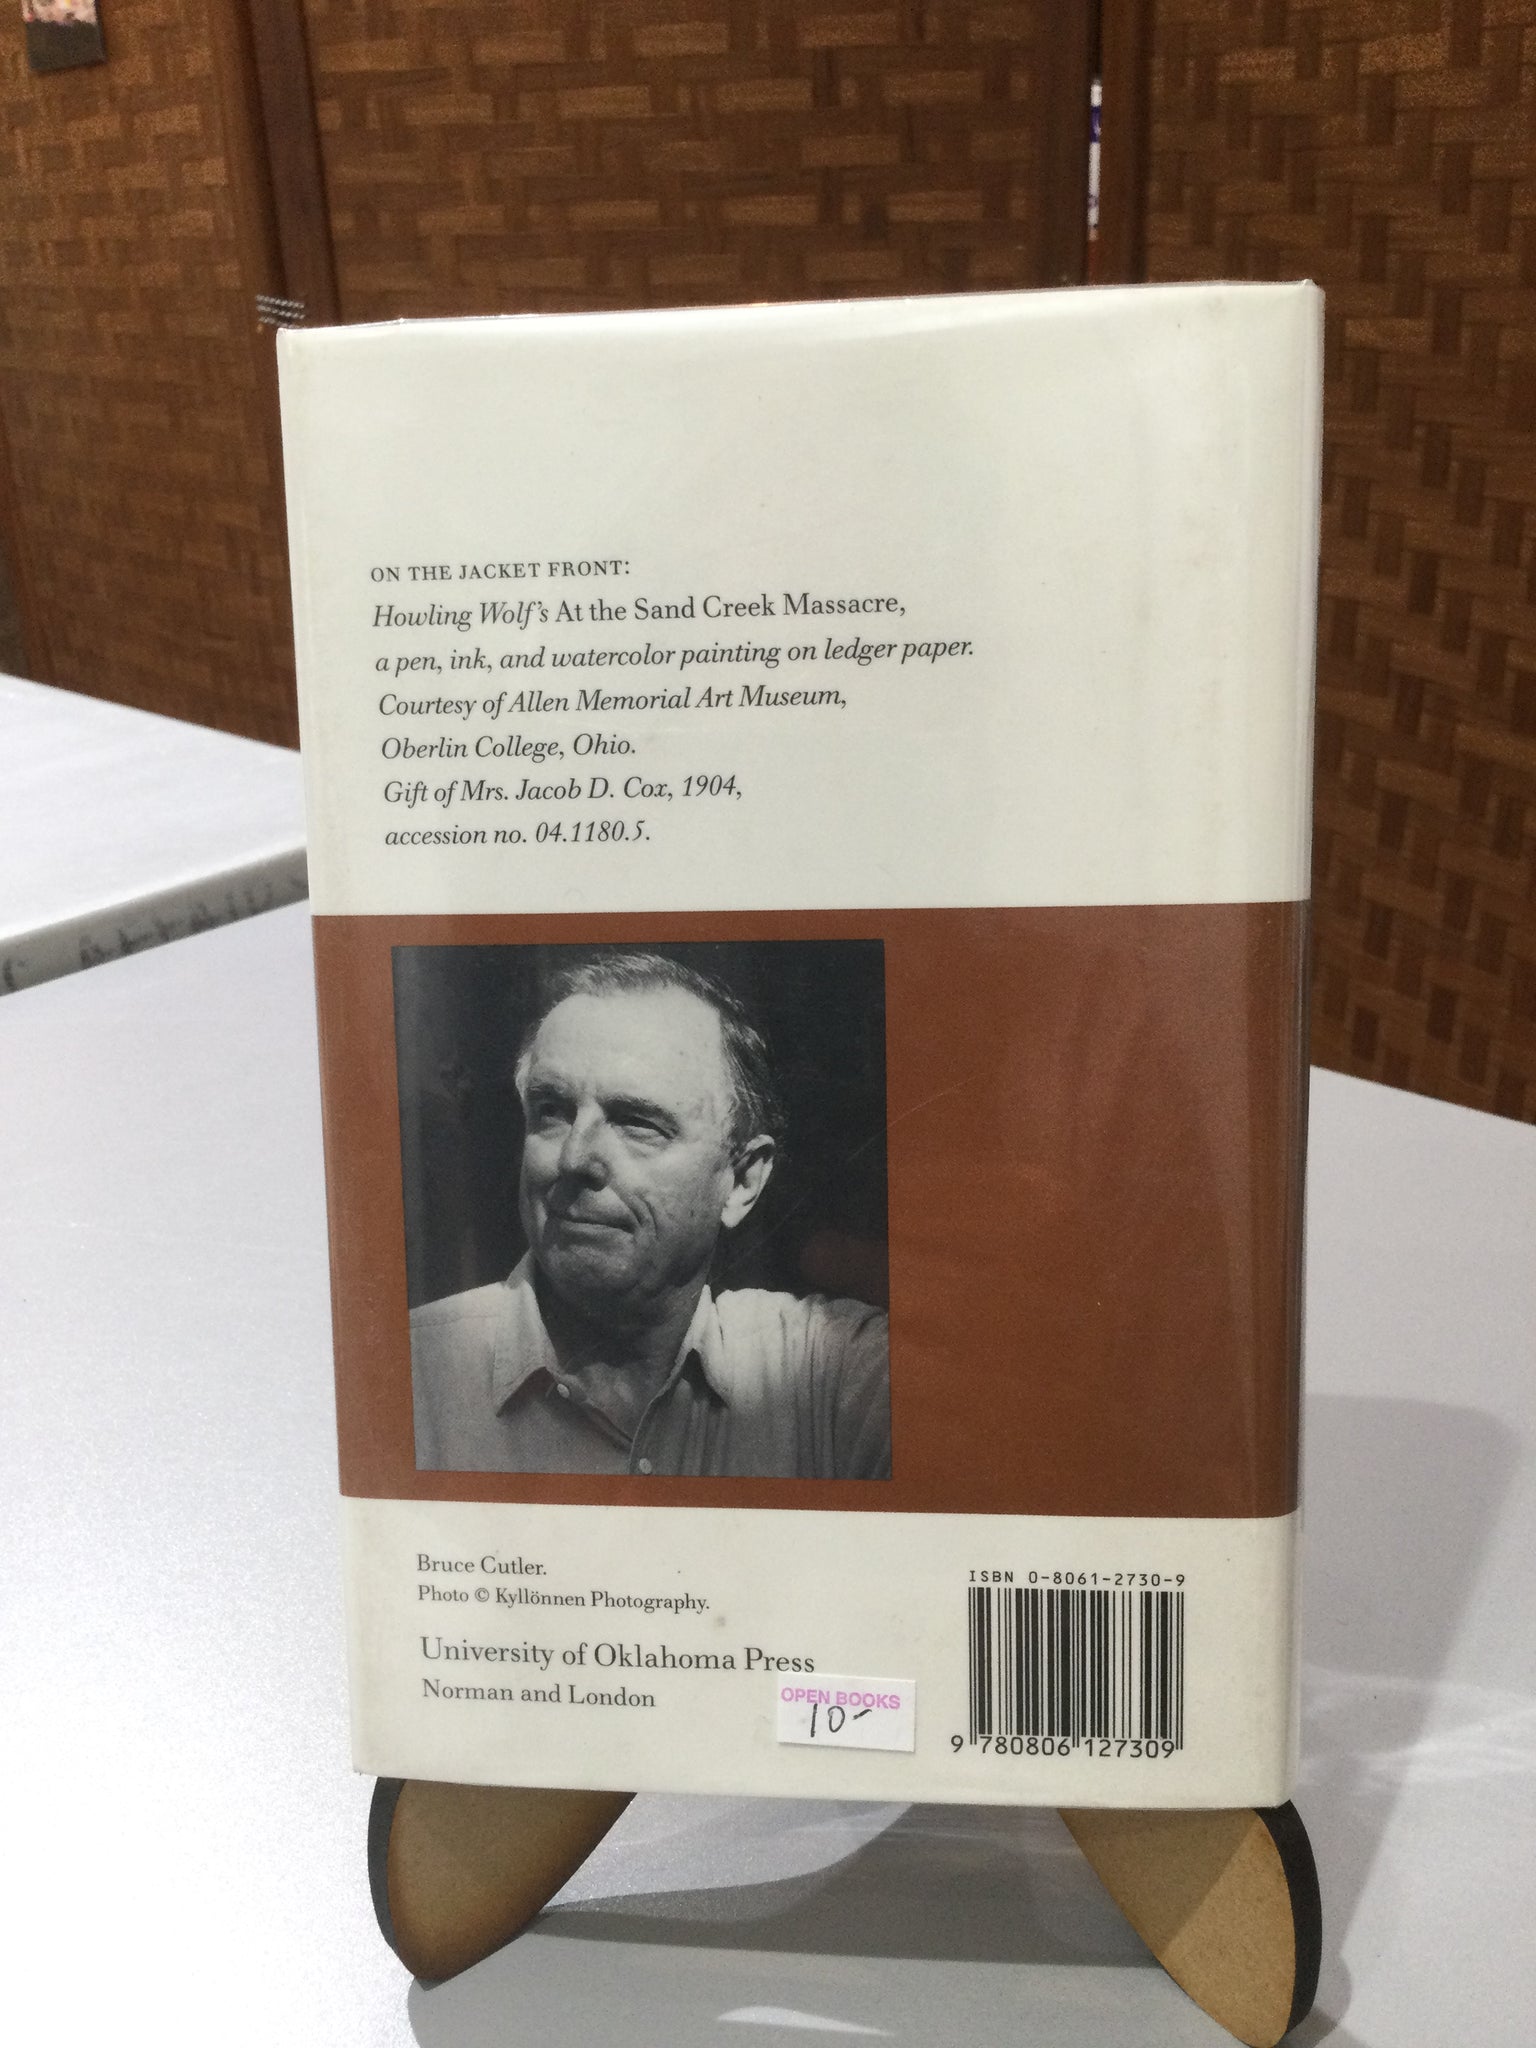 ON THE JACKET FRONT:
Howling Wolf's At the Sand Creek Massacre,
a pen, ink, and watercolor painting on ledger paper.
Courtesy of Allen Memorial Art Museum,
Oberlin College, Ohio.
Gift of Mrs. Jacob D. Cox, 1904,
accession no. 04.1180.5.
Bruce Cutler.
Photo © Kyllönnen Photography.
University of Oklahoma Press
Norman and London
OPEN BOOKS
10-
ISBN 0-8061-2730-9
9 780806 127309